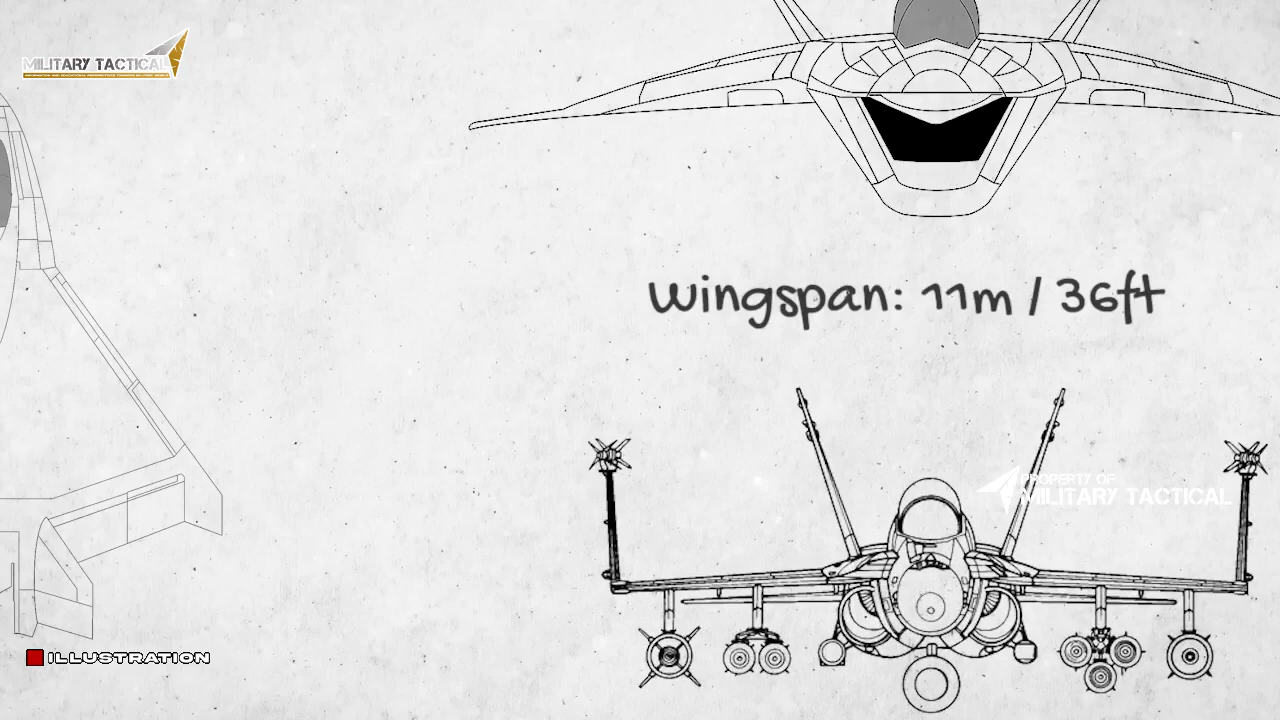 MILITARY TACTICAL
Wingspan: 11m / 36ft
PROPERTY OF
MILITARY TACTICAL
ILLUSTRATION